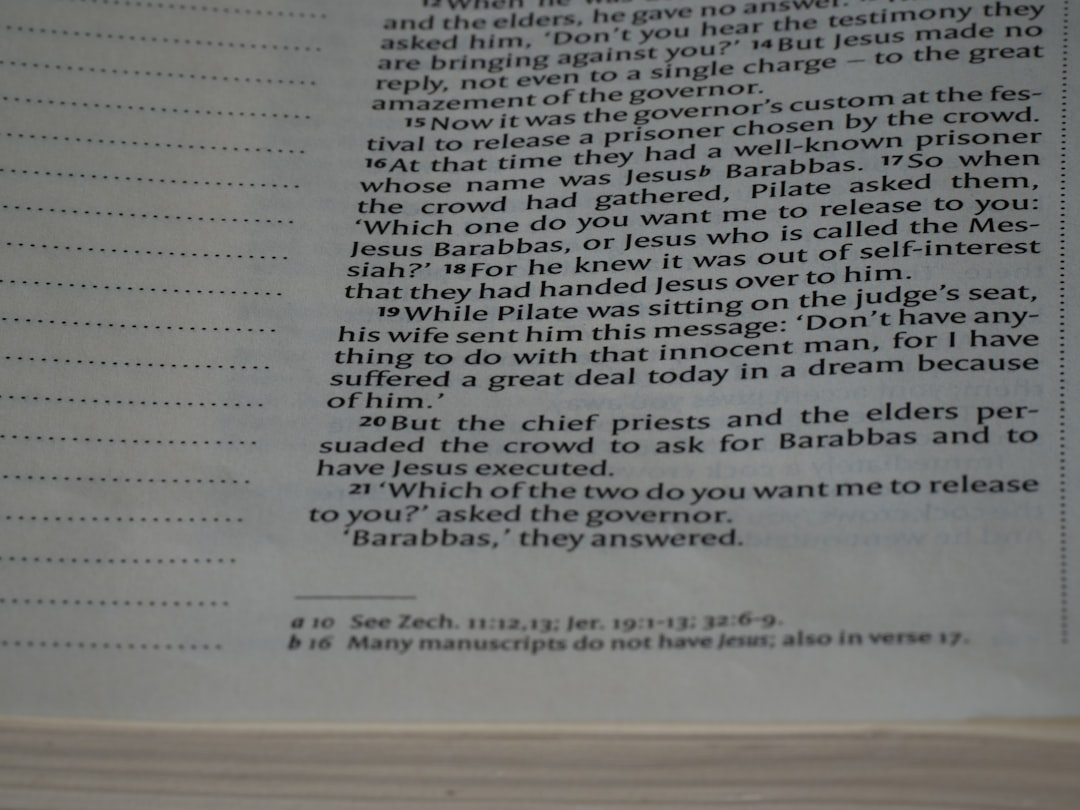 12 When he was
and the elders, he gave no answer.
asked him, ‘Don’t you hear the testimony they
are bringing against you?’ 14 But Jesus made no
reply, not even to a single charge – to the great
amazement of the governor.
15 Now it was the governor’s custom at the fes-
tival to release a prisoner chosen by the crowd.
16 At that time they had a well-known prisoner
whose name was Jesusb Barabbas. 17 So when
the crowd had gathered, Pilate asked them,
‘Which one do you want me to release to you:
Jesus Barabbas, or Jesus who is called the Mes-
siah?’ 18 For he knew it was out of self-interest
that they had handed Jesus over to him.
19 While Pilate was sitting on the judge’s seat,
his wife sent him this message: ‘Don’t have any-
thing to do with that innocent man, for I have
suffered a great deal today in a dream because
of him.’
20 But the chief priests and the elders per-
suaded the crowd to ask for Barabbas and to
have Jesus executed.
21 ‘Which of the two do you want me to release
to you?’ asked the governor.
‘Barabbas,’ they answered.
a 10 See Zech. 11:12,13; Jer. 19:1-13; 32:6-9.
b 16 Many manuscripts do not have Jesus; also in verse 17.